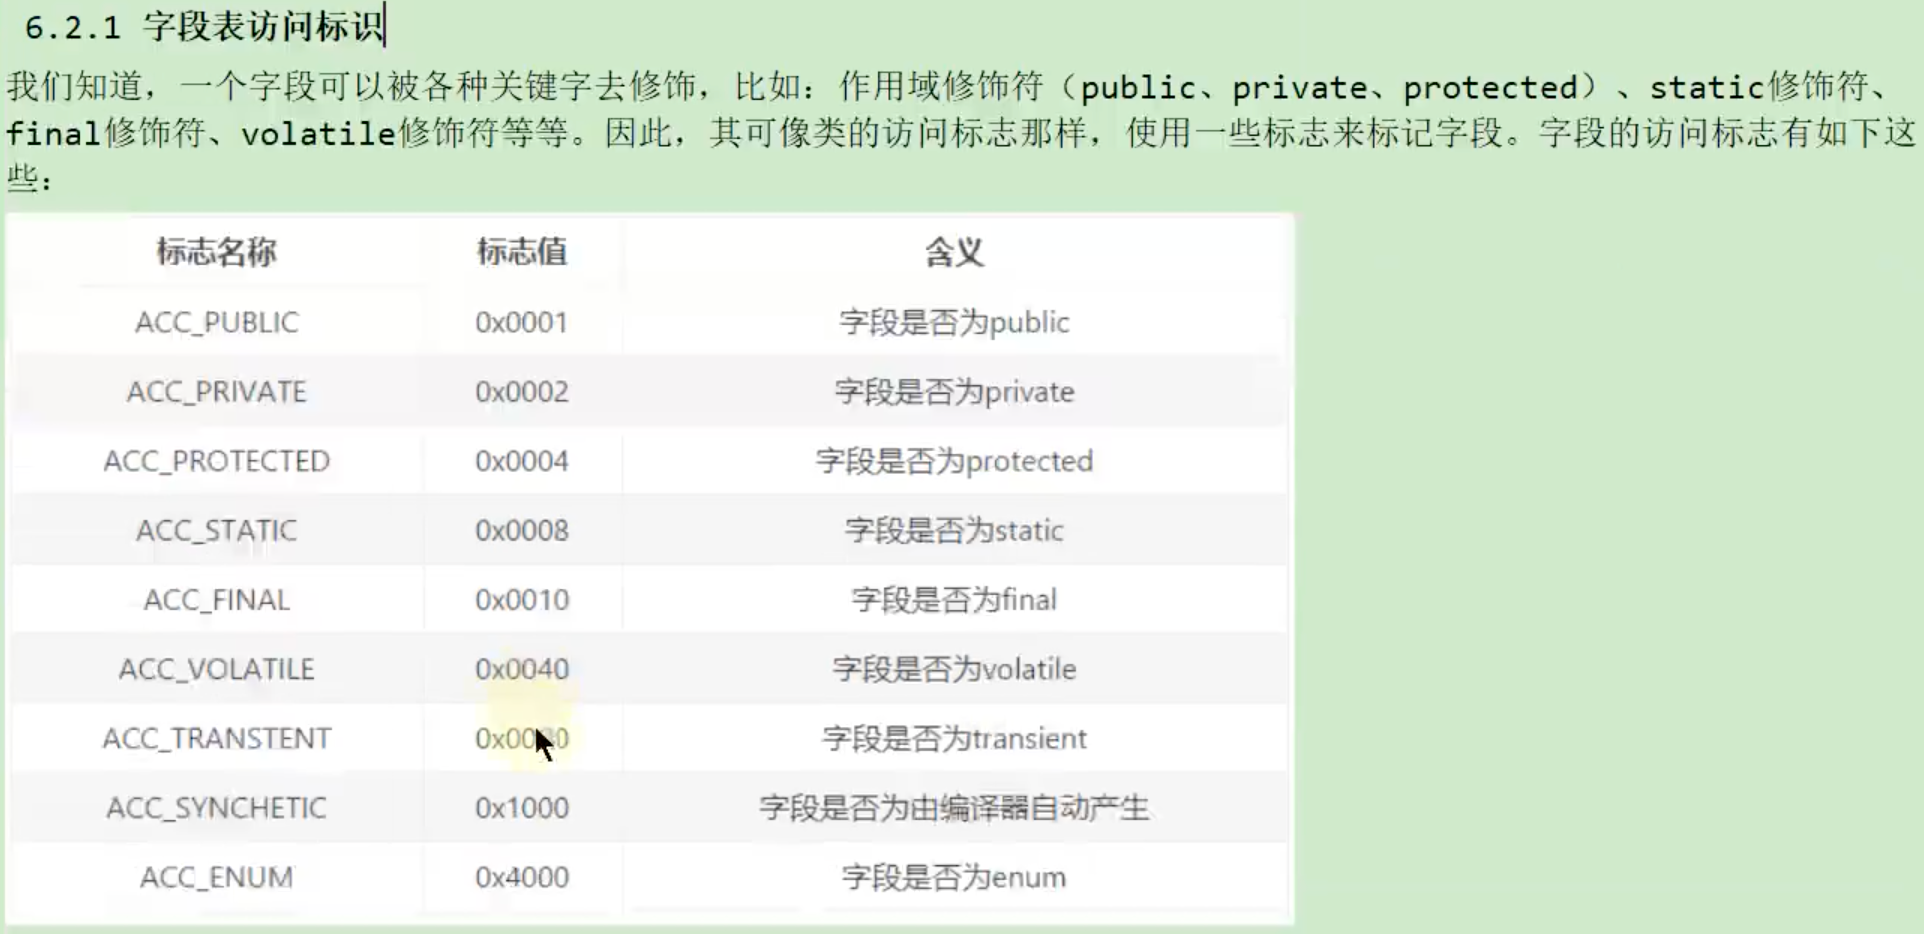 6.2.1 字段表访问标识
我们知道，一个字段可以被各种关键字去修饰，比如：作用域修饰符（public、private、protected）、static修饰符、
final修饰符、volatile修饰符等等。因此，其可像类的访问标志那样，使用一些标志来标记字段。字段的访问标志有如下这
些：
标志名称 标志值 含义
ACC_PUBLIC 0x0001 字段是否为public
ACC_PRIVATE 0x0002 字段是否为private
ACC_PROTECTED 0x0004 字段是否为protected
ACC_STATIC 0x0008 字段是否为static
ACC_FINAL 0x0010 字段是否为final
ACC_VOLATILE 0x0040 字段是否为volatile
ACC_TRANSTENT 字段是否为transient
ACC_SYNCHETIC 0x1000 字段是否为由编译器自动产生
ACC_ENUM 0x4000 字段是否为enum